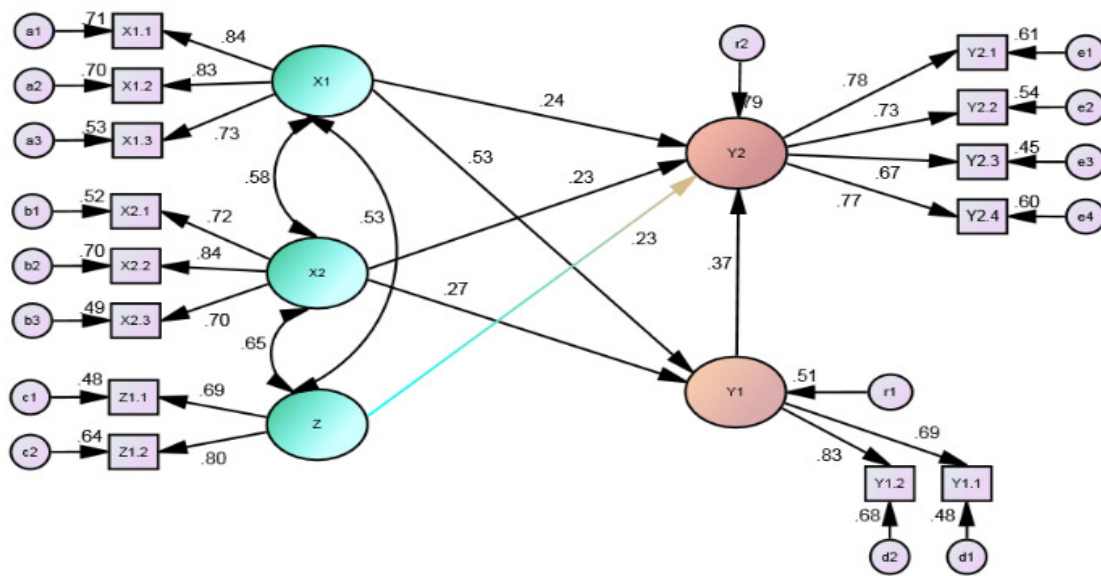 a1 .71 X1.1 .84
a2 .70 X1.2 .83
a3 .53 X1.3 .73
X1
b1 .52 X2.1 .72
b2 .70 X2.2 .84
b3 .49 X2.3 .70
X2
c1 .48 Z1.1 .69
c2 .64 Z1.2 .80
Z
.58
.53
.65
.24
.53
.23
.23
.27
.37
r2
.79
Y2
.78 Y2.1 .61 e1
.73 Y2.2 .54 e2
.67 Y2.3 .45 e3
.77 Y2.4 .60 e4
Y1 .51 r1
.83 .69
Y1.2 Y1.1
.68 .48
d2 d1